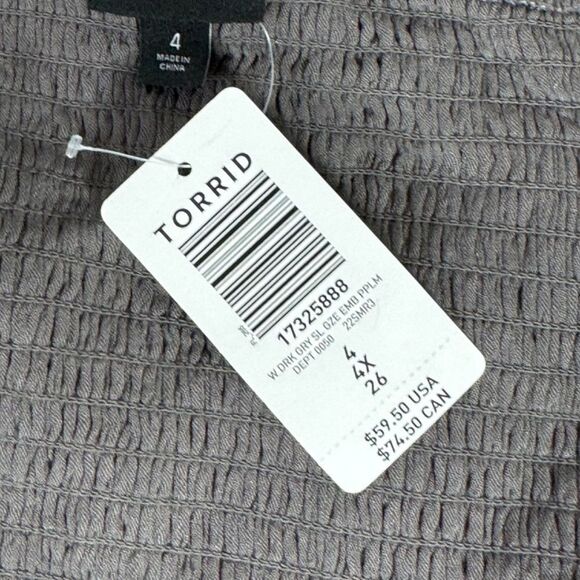 4
MADE IN
CHINA
TORRID
17325888
W DRK GRY SL GZE EMB PPLM
DEPT 0050 22SMR3
4
4X
26
$59.50 USA
$74.50 CAN